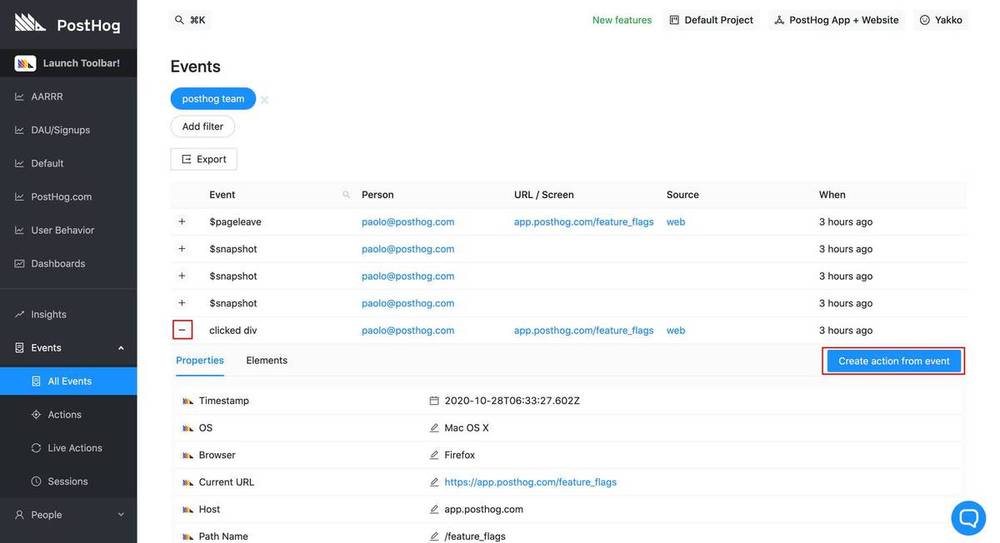 PostHog
⌘K
New features
Default Project
PostHog App + Website
Yakko
Launch Toolbar!
AARRR
DAU/Signups
Default
PostHog.com
User Behavior
Dashboards
Insights
Events
All Events
Actions
Live Actions
Sessions
People
Events
posthog team
Add filter
Export
Event Person URL / Screen Source When
$pageleave paolo@posthog.com app.posthog.com/feature_flags web 3 hours ago
$snapshot paolo@posthog.com 3 hours ago
$snapshot paolo@posthog.com 3 hours ago
$snapshot paolo@posthog.com 3 hours ago
clicked div paolo@posthog.com app.posthog.com/feature_flags web 3 hours ago
Properties Elements Create action from event
Timestamp 2020-10-28T06:33:27.602Z
OS Mac OS X
Browser Firefox
Current URL https://app.posthog.com/feature_flags
Host app.posthog.com
Path Name /feature_flags